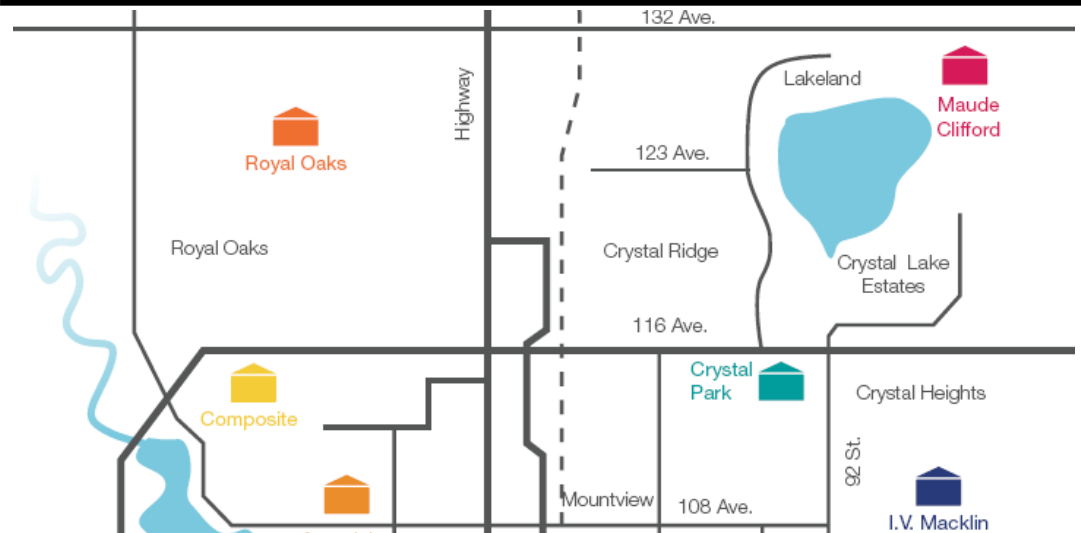 132 Ave.
Lakeland
Maude
Clifford
Highway
123 Ave.
Royal Oaks
Royal Oaks
Crystal Ridge
Crystal Lake
Estates
116 Ave.
Crystal
Park
Crystal Heights
Composite
92 St.
Mountview
108 Ave.
I.V. Macklin